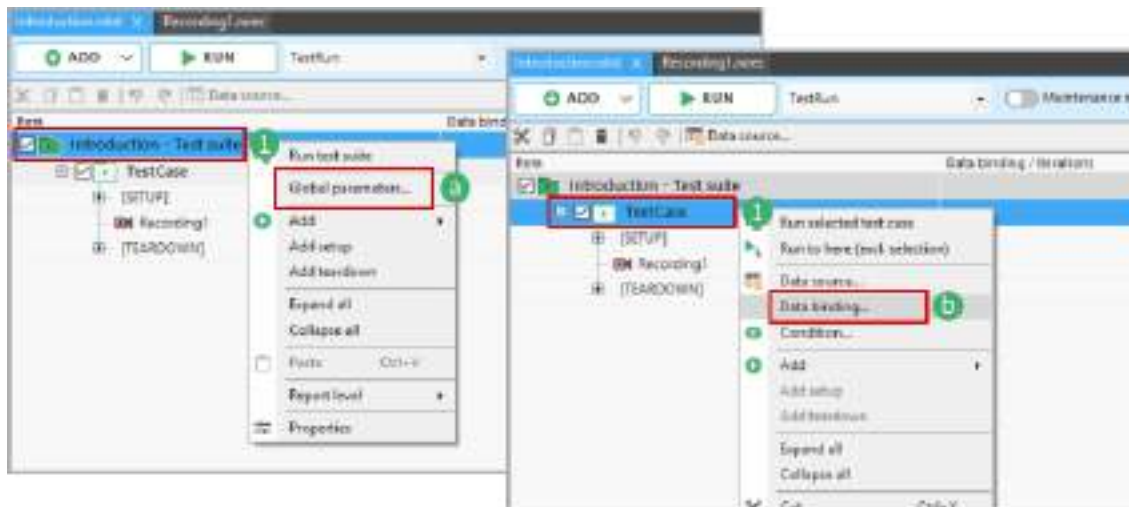 Recording1.rxrec
ADD
RUN
TestRun
Data source...
Item
Data bind
Introduction - Test suite
1
TestCase
[SETUP]
Recording1
[TEARDOWN]
Run test suite
Global parameters...
a
Add
Add setup
Add teardown
Expand all
Collapse all
Paste Ctrl+V
Report level
Properties
Recording1.rxrec
ADD
RUN
TestRun
Maintenance
Data source...
Item
Data binding / Iterations
Introduction - Test suite
TestCase
1
[SETUP]
Recording1
[TEARDOWN]
Run selected test case
Run to here (excl. selection)
Data source...
Data binding...
b
Condition...
Add
Add setup
Add teardown
Expand all
Collapse all
Cut Ctrl+X